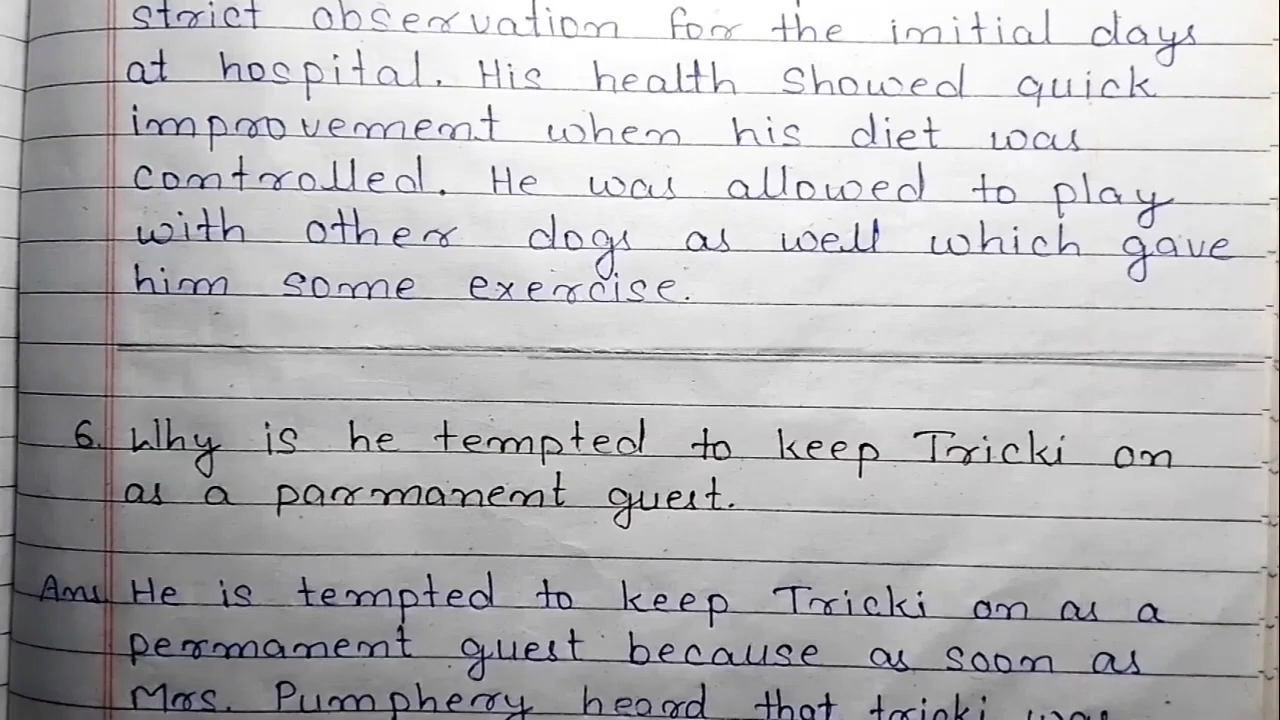 strict observation for the initial days
at hospital. His health showed quick
improvement when his diet was
controlled. He was allowed to play
with other dogs as well which gave
him some exercise.
6. Why is he tempted to keep Tricki on
as a parmanent guest.
Ans He is tempted to keep Tricki on as a
permanent guest because as soon as
Mrs. Pumpherry heard that tricki was